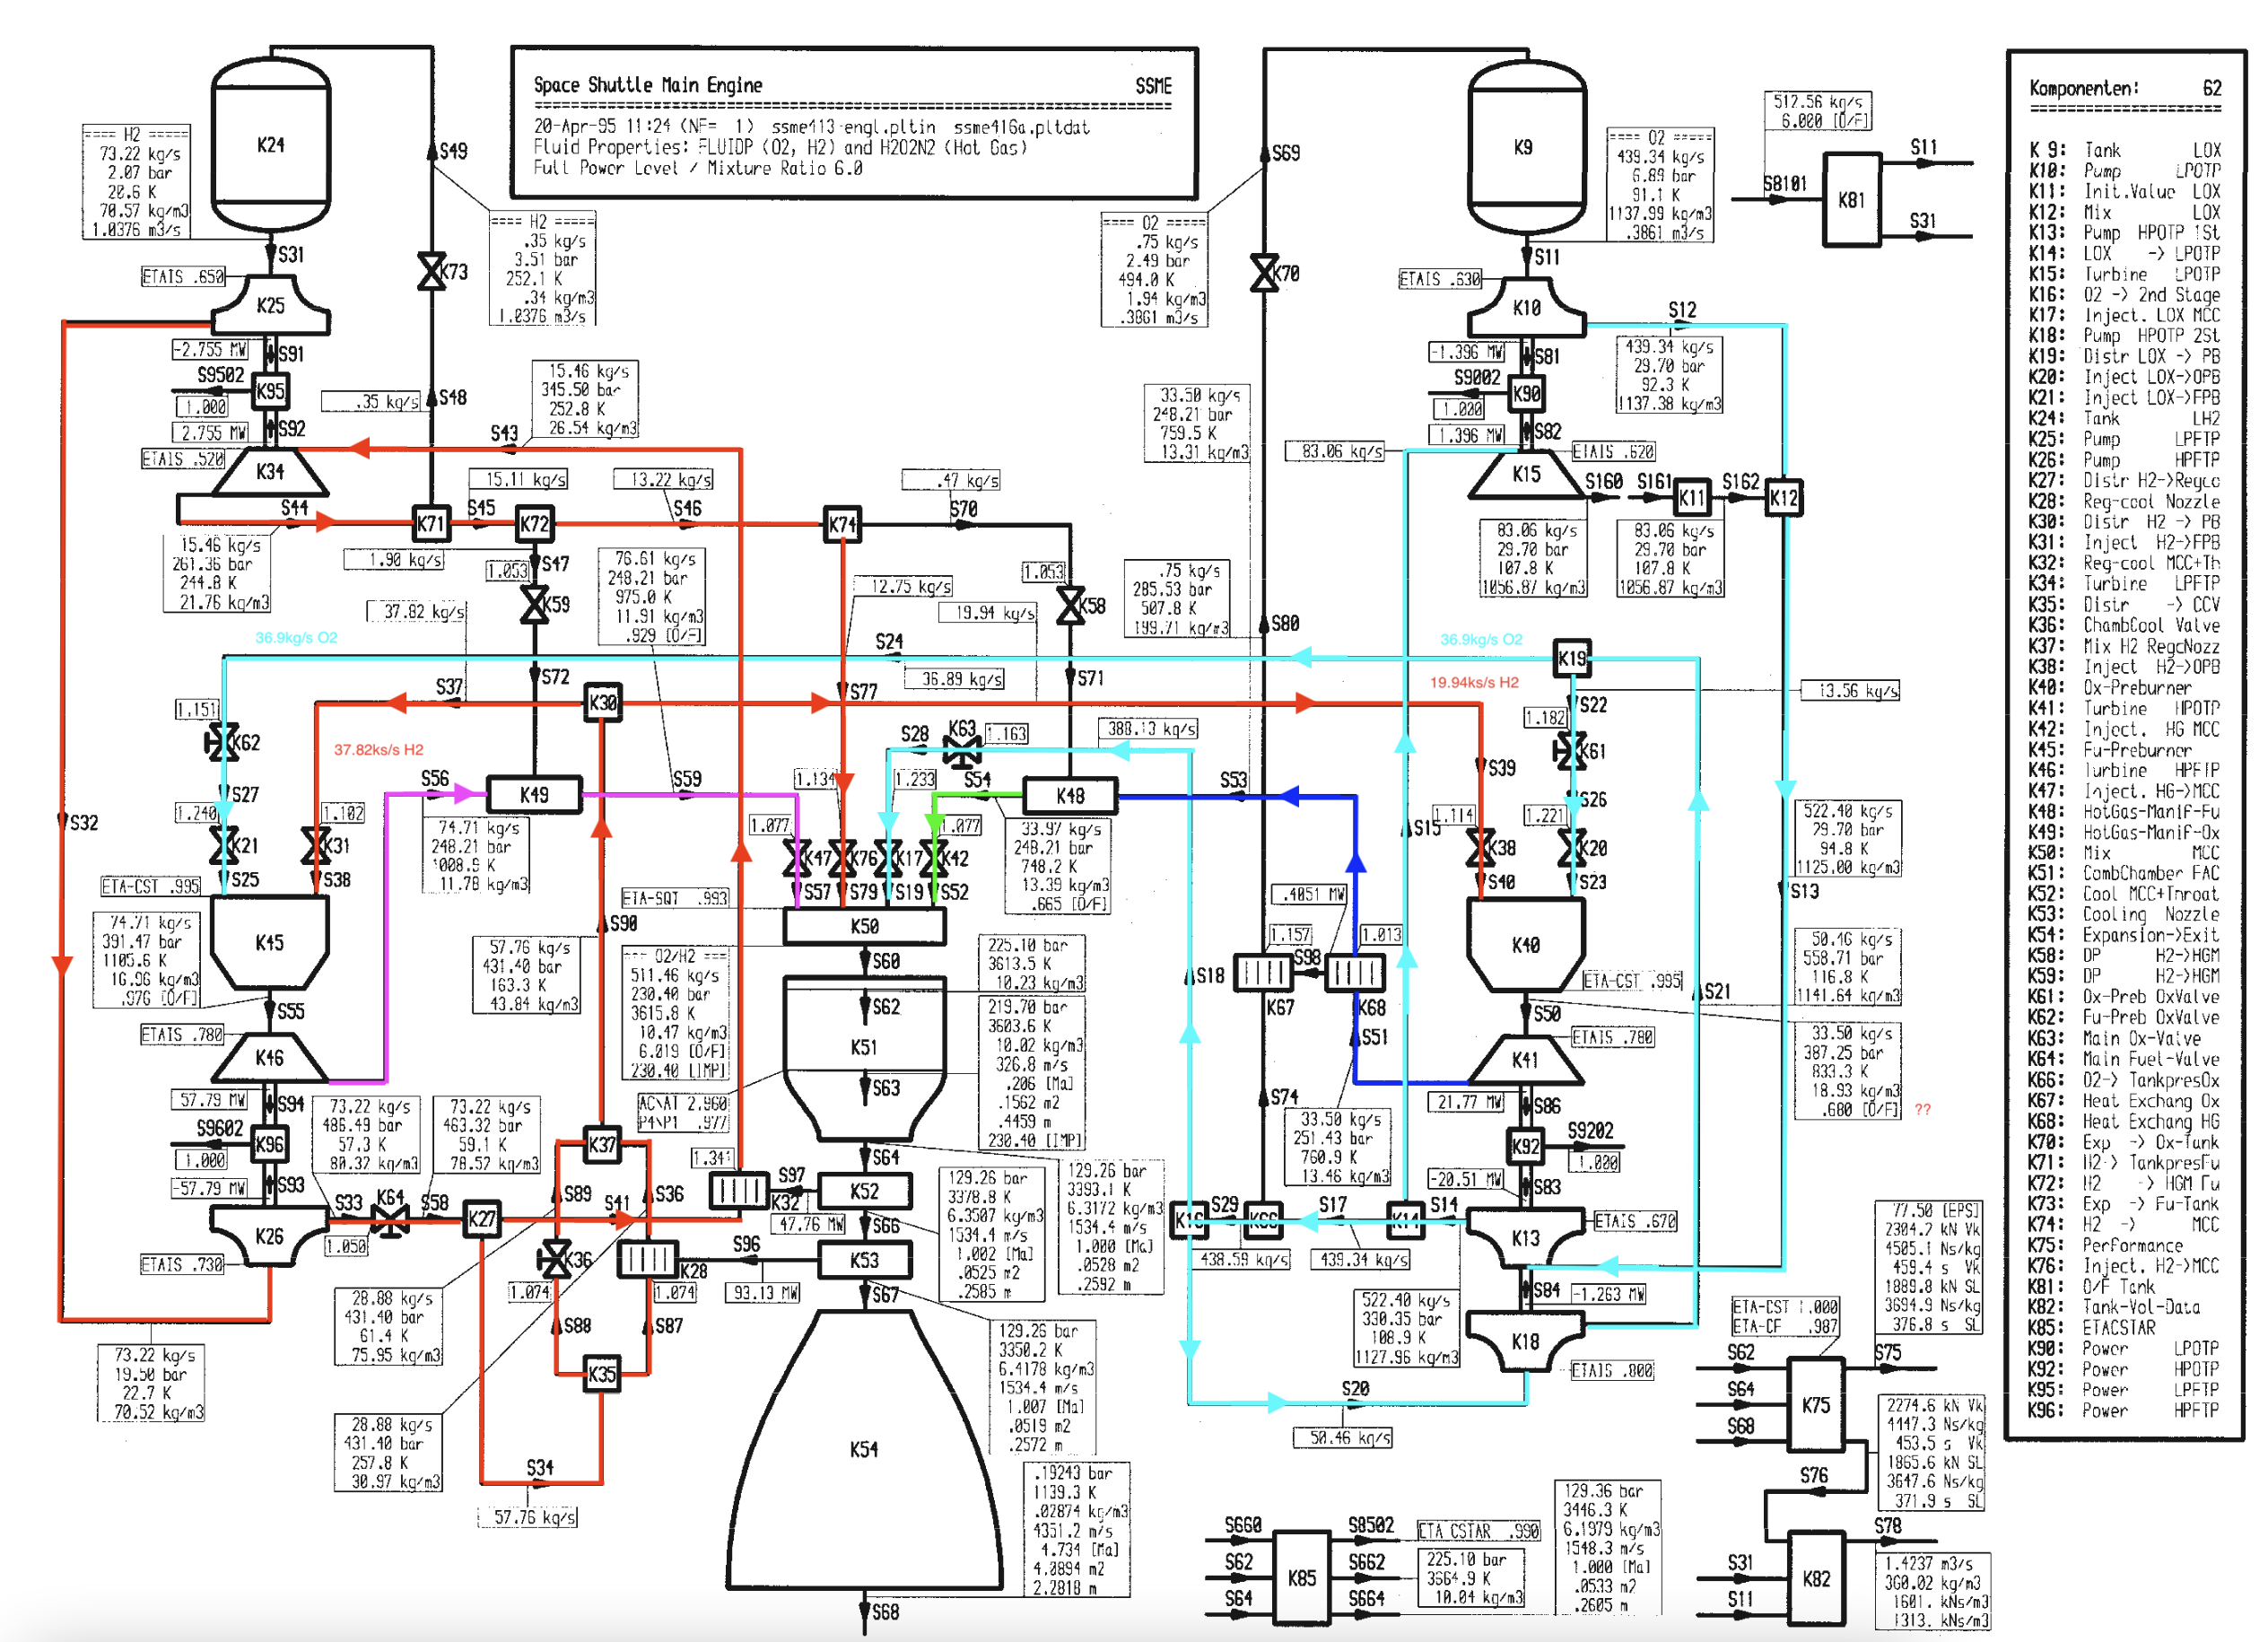 Space Shuttle Main Engine SSME
20-Apr-95 11:24 (NF= 1) ssme413-engl.pltin ssme416a.pltdat
Fluid Properties: FLUIDP (O2, H2) and H2O2N2 (Hot Gas)
Full Power Level / Mixture Ratio 6.0
Komponenten: 62
K 9: Tank LOX
K10: Pump LPOTP
K11: Init.Value LOX
K12: Mix LOX
K13: Pump HPOTP 1St
K14: LOX -> LPOTP
K15: Turbine LPOTP
K16: O2 -> 2nd Stage
K17: Inject. LOX MCC
K18: Pump HPOTP 2St
K19: Distr LOX -> PB
K20: Inject LOX->OPB
K21: Inject LOX->FPB
K24: Tank LH2
K25: Pump LPFTP
K26: Pump HPFTP
K27: Distr H2->Regco
K28: Reg-cool Nozzle
K30: Distr H2 -> PB
K31: Inject H2->FPB
K32: Reg-cool MCC+Th
K34: Turbine LPFTP
K35: Distr -> CCV
K36: ChambCool Valve
K37: Mix H2 RegcNozz
K38: Inject H2->OPB
K40: Ox-Preburner
K41: Turbine HPOTP
K42: Inject. HG MCC
K45: Fu-Preburner
K46: Turbine HPFTP
K47: Inject. HG->MCC
K48: HotGas-Manif-Fu
K49: HotGas-Manif-Ox
K50: Mix MCC
K51: CombChamber FAC
K52: Cool MCC+Throat
K53: Cooling Nozzle
K54: Expansion->Exit
K58: DP H2->HGM
K59: DP H2->HGM
K61: Ox-Preb OxValve
K62: Fu-Preb OxValve
K63: Main Ox-Valve
K64: Main Fuel-Valve
K66: O2-> TankpresOx
K67: Heat Exchang Ox
K68: Heat Exchang HG
K70: Exp -> Ox-Tank
K71: H2-> TankpresFu
K72: H2 -> HGM Fu
K73: Exp -> Fu-Tank
K74: H2 -> MCC
K75: Performance
K76: Inject. H2->MCC
K81: O/F Tank
K82: Tank-Vol-Data
K85: ETACSTAR
K90: Power LPOTP
K92: Power HPOTP
K95: Power LPFTP
K96: Power HPFTP
K24
==== H2 =====
73.22 kg/s
2.07 bar
20.6 K
70.57 kg/m3
1.0376 m3/s
S31
S49
ETAIS .650
K25
K73
==== H2 =====
.35 kg/s
3.51 bar
252.1 K
.34 kg/m3
1.0376 m3/s
-2.755 MW
S91
S9502
K95
1.000
S92
2.755 MW
.35 kg/s
S48
ETAIS .520
K34
S43
15.46 kg/s
345.50 bar
252.8 K
26.54 kg/m3
S44
K71
S45
15.11 kg/s
K72
S46
13.22 kg/s
K74
S70
.47 kg/s
15.46 kg/s
261.36 bar
244.8 K
21.76 kg/m3
1.90 kg/s
S47
1.053
K59
76.61 kg/s
248.21 bar
975.0 K
11.91 kg/m3
.929 [O/F]
12.75 kg/s
1.053
K58
37.82 kg/s
19.94 kg/s
36.9kg/s O2
S24
36.89 kg/s
S72
S77
S71
S37
K30
37.82ks/s H2
1.151
K62
S27
1.240
K21
S25
1.102
K31
S38
S56
K49
S59
74.71 kg/s
248.21 bar
1008.9 K
11.78 kg/m3
S28
K63
1.163
388.13 kg/s
1.134
1.233
S54
K48
S53
1.077
K47
K76
K17
K42
1.077
S57
S79
S19
S52
33.97 kg/s
248.21 bar
748.2 K
13.39 kg/m3
.665 [O/F]
ETA-CST .995
74.71 kg/s
391.47 bar
1105.6 K
16.96 kg/m3
.976 [O/F]
K45
S55
ETAIS .780
K46
57.79 MW
S94
S9602
K96
1.000
-57.79 MW
S93
K26
ETAIS .730
S32
73.22 kg/s
19.50 bar
22.7 K
70.52 kg/m3
73.22 kg/s
486.49 bar
57.3 K
80.32 kg/m3
73.22 kg/s
463.32 bar
59.1 K
78.52 kg/m3
S33
K64
S58
K27
1.050
S41
S90
57.76 kg/s
431.40 bar
163.3 K
43.84 kg/m3
K37
S89
S36
K36
K28
1.074
1.074
S88
S87
K35
S34
57.76 kg/s
28.88 kg/s
431.40 bar
61.4 K
75.95 kg/m3
28.88 kg/s
431.40 bar
257.8 K
30.97 kg/m3
1.341
K32
S97
K52
47.76 MW
S96
K53
93.13 MW
ETA-SQT .993
K50
S60
--- O2/H2 ===
511.46 kg/s
230.40 bar
3615.8 K
10.47 kg/m3
6.019 [O/F]
230.40 [IMP]
225.10 bar
3613.5 K
10.23 kg/m3
S62
K51
S63
219.70 bar
3603.6 K
10.02 kg/m3
326.8 m/s
.206 [Ma]
.1562 m2
.4459 m
230.40 [IMP]
AC\AT 2.960
P4\P1 .977
S64
S66
S67
129.26 bar
3378.8 K
6.3507 kg/m3
1534.4 m/s
1.002 [Ma]
.0525 m2
.2585 m
129.26 bar
3393.1 K
6.3172 kg/m3
1534.4 m/s
1.000 [Ma]
.0528 m2
.2592 m
K54
129.26 bar
3350.2 K
6.4178 kg/m3
1534.4 m/s
1.007 [Ma]
.0519 m2
.2572 m
.19243 bar
1139.3 K
.02874 kg/m3
4351.2 m/s
4.734 [Ma]
4.0894 m2
2.2818 m
S68
S69
K9
==== O2 =====
439.34 kg/s
6.89 bar
91.1 K
1137.99 kg/m3
.3861 m3/s
512.56 kg/s
6.000 [O/F]
S8101
K81
S11
S31
==== O2 =====
.75 kg/s
2.49 bar
494.0 K
1.94 kg/m3
.3861 m3/s
K70
S11
ETAIS .630
K10
S12
439.34 kg/s
29.70 bar
92.3 K
1137.38 kg/m3
-1.396 MW
S81
S9002
K90
1.000
S82
1.396 MW
83.06 kg/s
ETAIS .620
K15
S160
S161
K11
S162
K12
83.06 kg/s
29.70 bar
107.8 K
1056.87 kg/m3
83.06 kg/s
29.70 bar
107.8 K
1056.87 kg/m3
33.50 kg/s
248.21 bar
759.5 K
13.31 kg/m3
.75 kg/s
285.53 bar
507.8 K
199.71 kg/m3
S80
36.9kg/s O2
K19
19.94ks/s H2
13.56 kg/s
S22
1.182
K61
S26
1.221
K20
S23
S39
1.114
K38
S40
S15
522.40 kg/s
29.70 bar
94.8 K
1125.00 kg/m3
S13
K40
ETA-CST .995
50.46 kg/s
558.71 bar
116.8 K
1141.64 kg/m3
S21
S50
33.50 kg/s
387.25 bar
833.3 K
18.93 kg/m3
.680 [O/F]
??
ETAIS .780
K41
21.77 MW
S86
K92
S9202
1.000
-20.51 MW
S83
.4051 MW
1.157
1.013
S98
K67
K68
S18
S51
S74
33.50 kg/s
251.43 bar
760.9 K
13.46 kg/m3
K16
S29
K66
S17
K14
S14
K13
ETAIS .670
438.59 kg/s
439.34 kg/s
S84
-1.263 MW
K18
ETAIS .800
522.40 kg/s
330.35 bar
108.9 K
1127.96 kg/m3
S20
50.46 kg/s
77.50 [EPS]
2304.2 kN Vk
4505.1 Ns/kg
459.4 s Vk
1889.8 kN SL
3694.9 Ns/kg
376.8 s SL
ETA-CST 1.000
ETA-CF .987
S62
S64
S68
K75
S75
2274.6 kN Vk
4447.3 Ns/kg
453.5 s Vk
1865.6 kN SL
3647.6 Ns/kg
371.9 s SL
S76
S31
S11
K82
S78
1.4237 m3/s
360.02 kg/m3
1601. kNs/m3
1313. kNs/m3
S660
S62
S64
K85
S8502
S662
S664
ETA CSTAR .990
225.10 bar
3664.9 K
10.04 kg/m3
129.36 bar
3446.3 K
6.1979 kg/m3
1548.3 m/s
1.000 [Ma]
.0533 m2
.2605 m